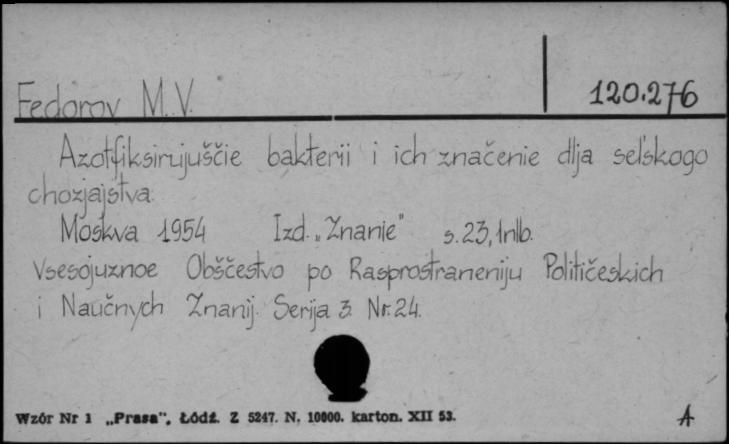 Fedorov M.V. 120.276
Azotfiksirujuščie bakterii i ich značenie dlja sel'skogo
chozjajstva.
Moskva 1954 Izd. „Znanie" s. 23, 1nlb.
Vsesojuznoe Obščestvo po Rasprostraneniju Političeskich
i Naučnych Znanij. Serija 3. Nr. 24.
Wzór Nr 1 „Prasa", Łódź. Z 5247. N. 10000. karton. XII 53. A